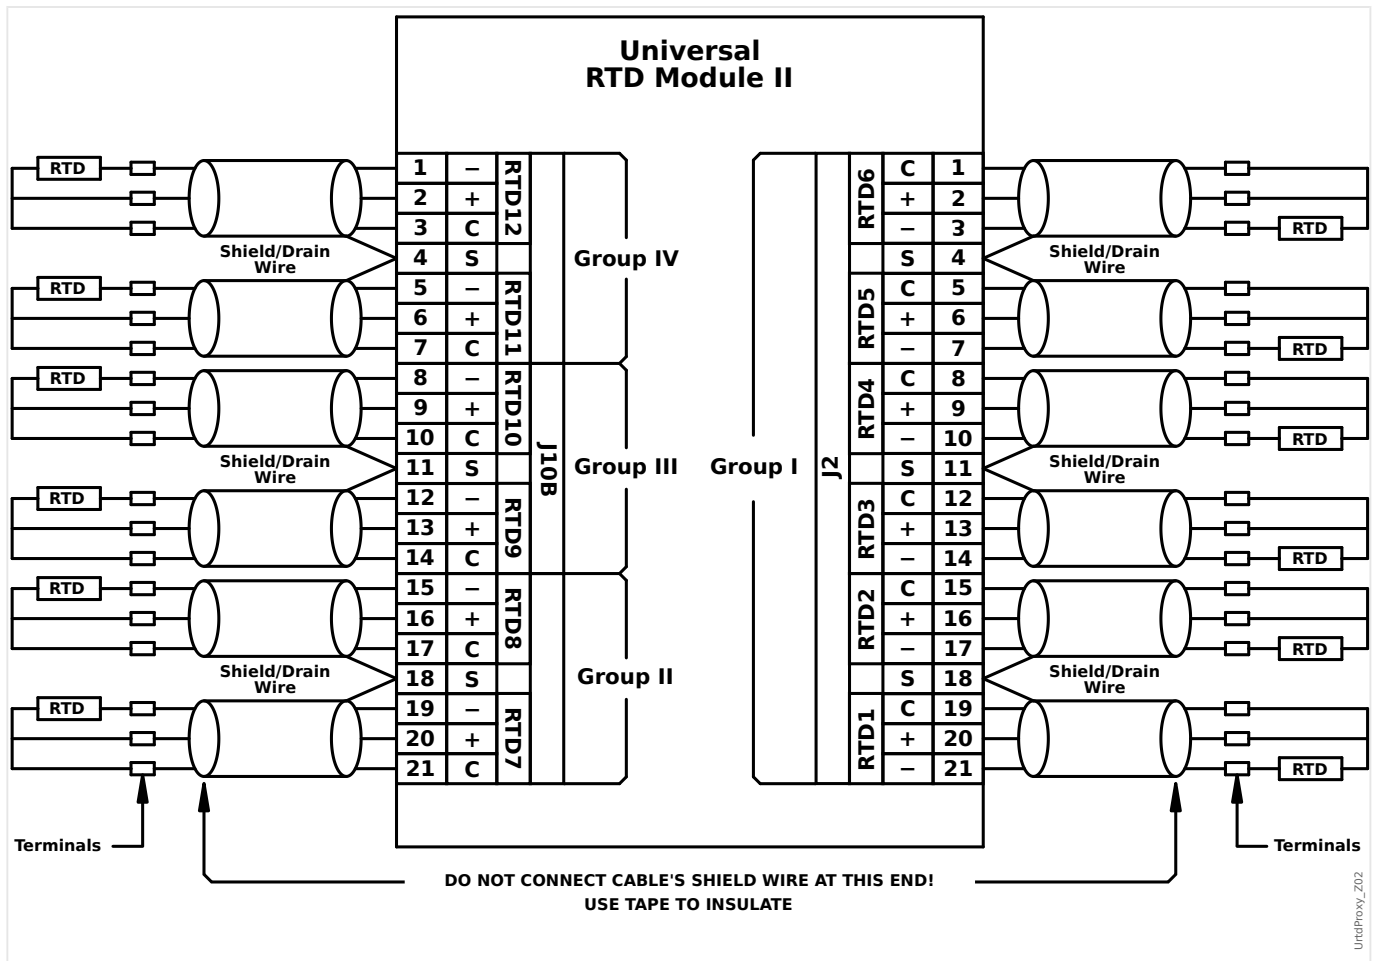 Universal
RTD Module II
RTD 1 − RTD12 RTD6 C 1
2 + + 2
3 C − 3 RTD
Shield/Drain
Wire
4 S Group IV S 4
Shield/Drain
Wire
RTD 5 − RTD11 RTD5 C 5
6 + + 6
7 C − 7 RTD
RTD 8 − RTD10 RTD4 C 8
9 + + 9
10 C − 10 RTD
Shield/Drain
Wire
11 S J10B Group III Group I J2 S 11
Shield/Drain
Wire
RTD 12 − RTD9 RTD3 C 12
13 + + 13
14 C − 14 RTD
RTD 15 − RTD8 RTD2 C 15
16 + + 16
17 C − 17 RTD
Shield/Drain
Wire
18 S Group II S 18
Shield/Drain
Wire
RTD 19 − RTD7 RTD1 C 19
20 + + 20
21 C − 21 RTD
Terminals
Terminals
DO NOT CONNECT CABLE'S SHIELD WIRE AT THIS END!
USE TAPE TO INSULATE
UrtdProxy_Z02